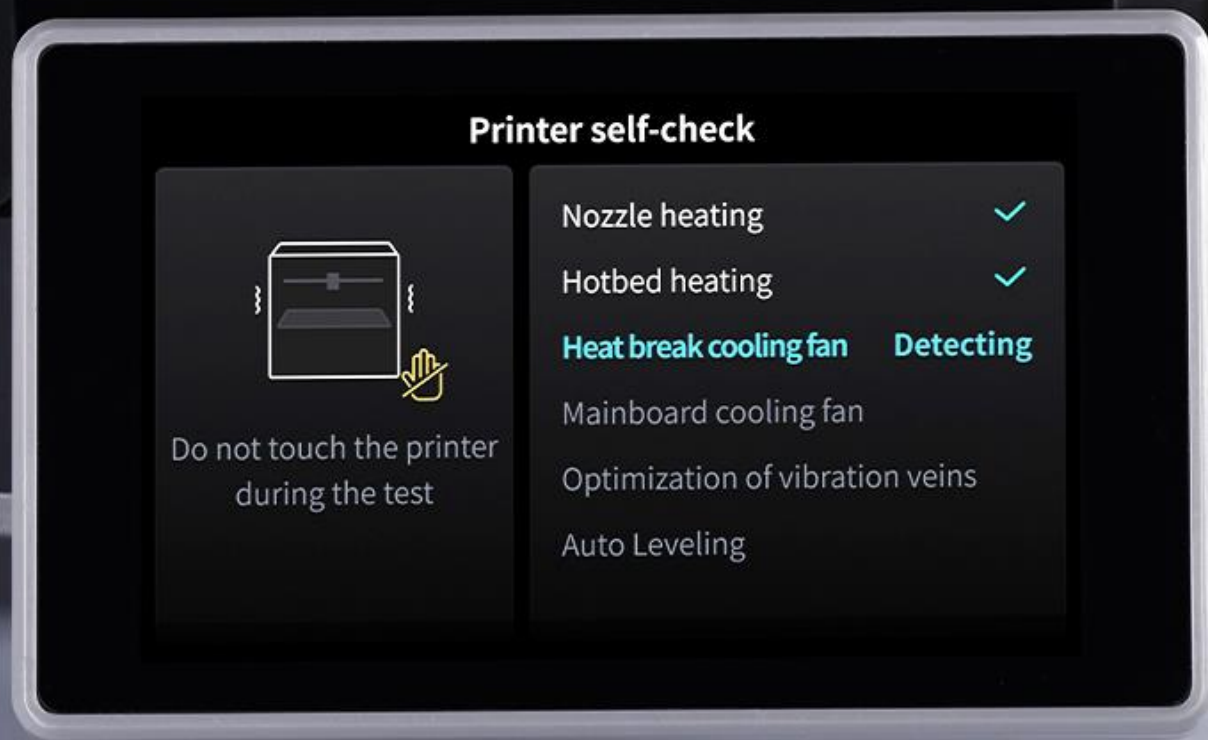 Printer self-check
Do not touch the printer
during the test
Nozzle heating
Hotbed heating
Heat break cooling fan Detecting
Mainboard cooling fan
Optimization of vibration veins
Auto Leveling